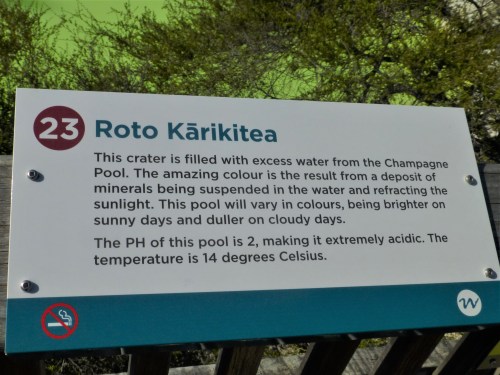 23 Roto Kārikitea
This crater is filled with excess water from the Champagne
Pool. The amazing colour is the result from a deposit of
minerals being suspended in the water and refracting the
sunlight. This pool will vary in colours, being brighter on
sunny days and duller on cloudy days.
The PH of this pool is 2, making it extremely acidic. The
temperature is 14 degrees Celsius.
w